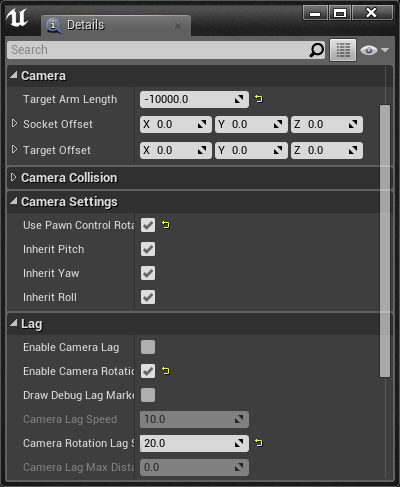 Details
Search
Camera
Target Arm Length -10000.0
Socket Offset X 0.0 Y 0.0 Z 0.0
Target Offset X 0.0 Y 0.0 Z 0.0
Camera Collision
Camera Settings
Use Pawn Control Rota
Inherit Pitch
Inherit Yaw
Inherit Roll
Lag
Enable Camera Lag
Enable Camera Rotatio
Draw Debug Lag Marke
Camera Lag Speed 10.0
Camera Rotation Lag S 20.0
Camera Lag Max Dista 0.0